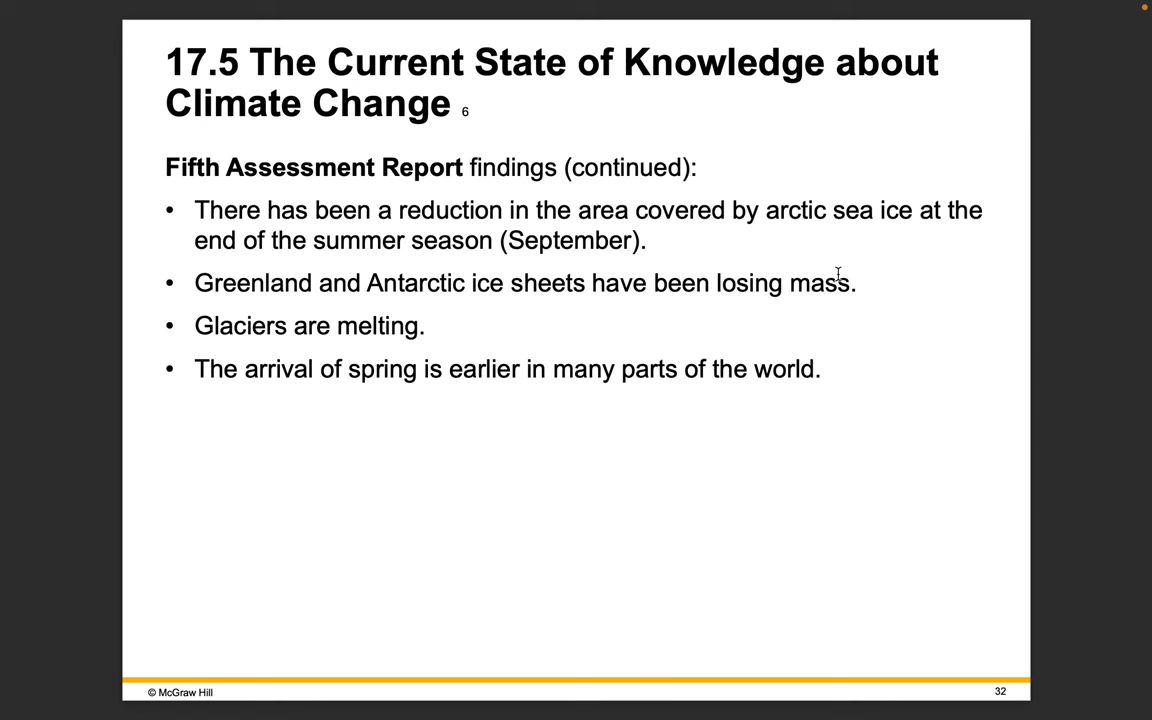 17.5 The Current State of Knowledge about
Climate Change 6
Fifth Assessment Report findings (continued):
• There has been a reduction in the area covered by arctic sea ice at the
end of the summer season (September).
• Greenland and Antarctic ice sheets have been losing mass.
• Glaciers are melting.
• The arrival of spring is earlier in many parts of the world.
© McGraw Hill
32